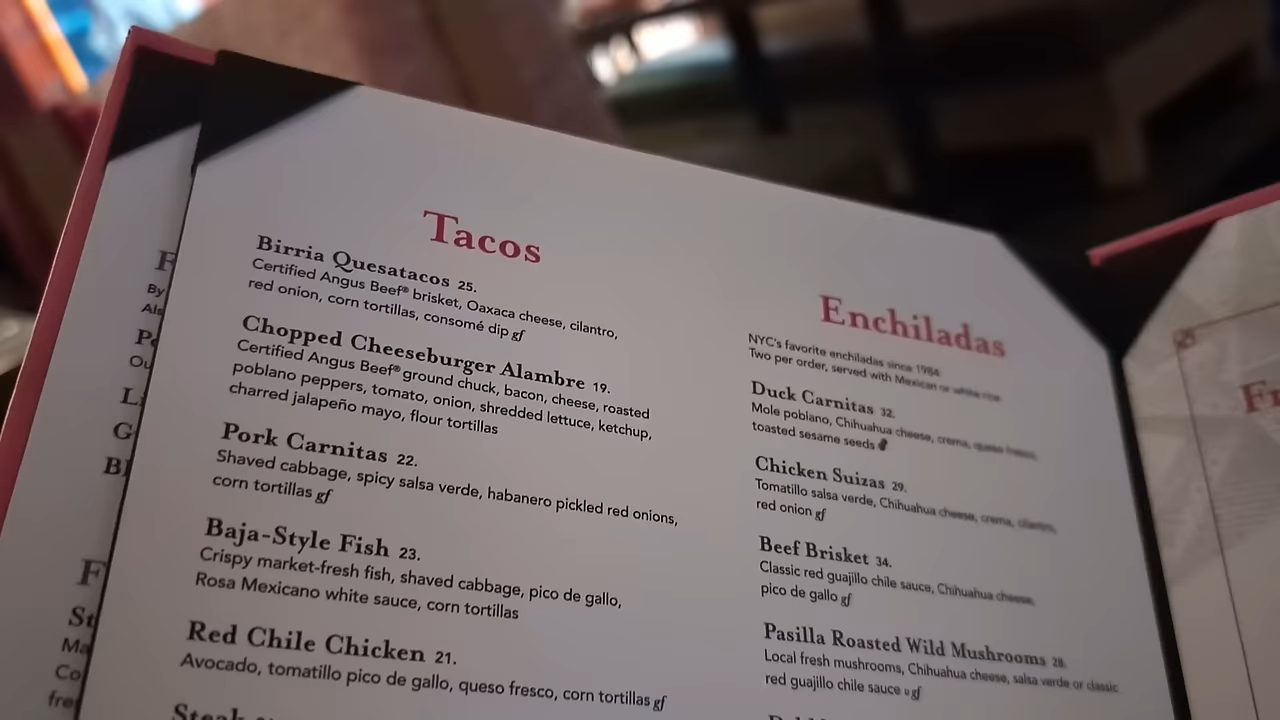 Tacos
Birria Quesatacos 25.
Certified Angus Beef® brisket, Oaxaca cheese, cilantro,
red onion, corn tortillas, consomé dip gf
Chopped Cheeseburger Alambre 19.
Certified Angus Beef® ground chuck, bacon, cheese, roasted
poblano peppers, tomato, onion, shredded lettuce, ketchup,
charred jalapeño mayo, flour tortillas
Pork Carnitas 22.
Shaved cabbage, spicy salsa verde, habanero pickled red onions,
corn tortillas gf
Baja-Style Fish 23.
Crispy market-fresh fish, shaved cabbage, pico de gallo,
Rosa Mexicano white sauce, corn tortillas
Red Chile Chicken 21.
Avocado, tomatillo pico de gallo, queso fresco, corn tortillas gf
Steak
Enchiladas
NYC's favorite enchiladas since 1984.
Two per order, served with Mexican or white rice
Duck Carnitas 32.
Mole poblano, Chihuahua cheese, crema, queso fresco,
toasted sesame seeds
Chicken Suizas 29.
Tomatillo salsa verde, Chihuahua cheese, crema, cilantro,
red onion gf
Beef Brisket 34.
Classic red guajillo chile sauce, Chihuahua cheese,
pico de gallo gf
Pasilla Roasted Wild Mushrooms 28.
Local fresh mushrooms, Chihuahua cheese, salsa verde or classic
red guajillo chile sauce v gf